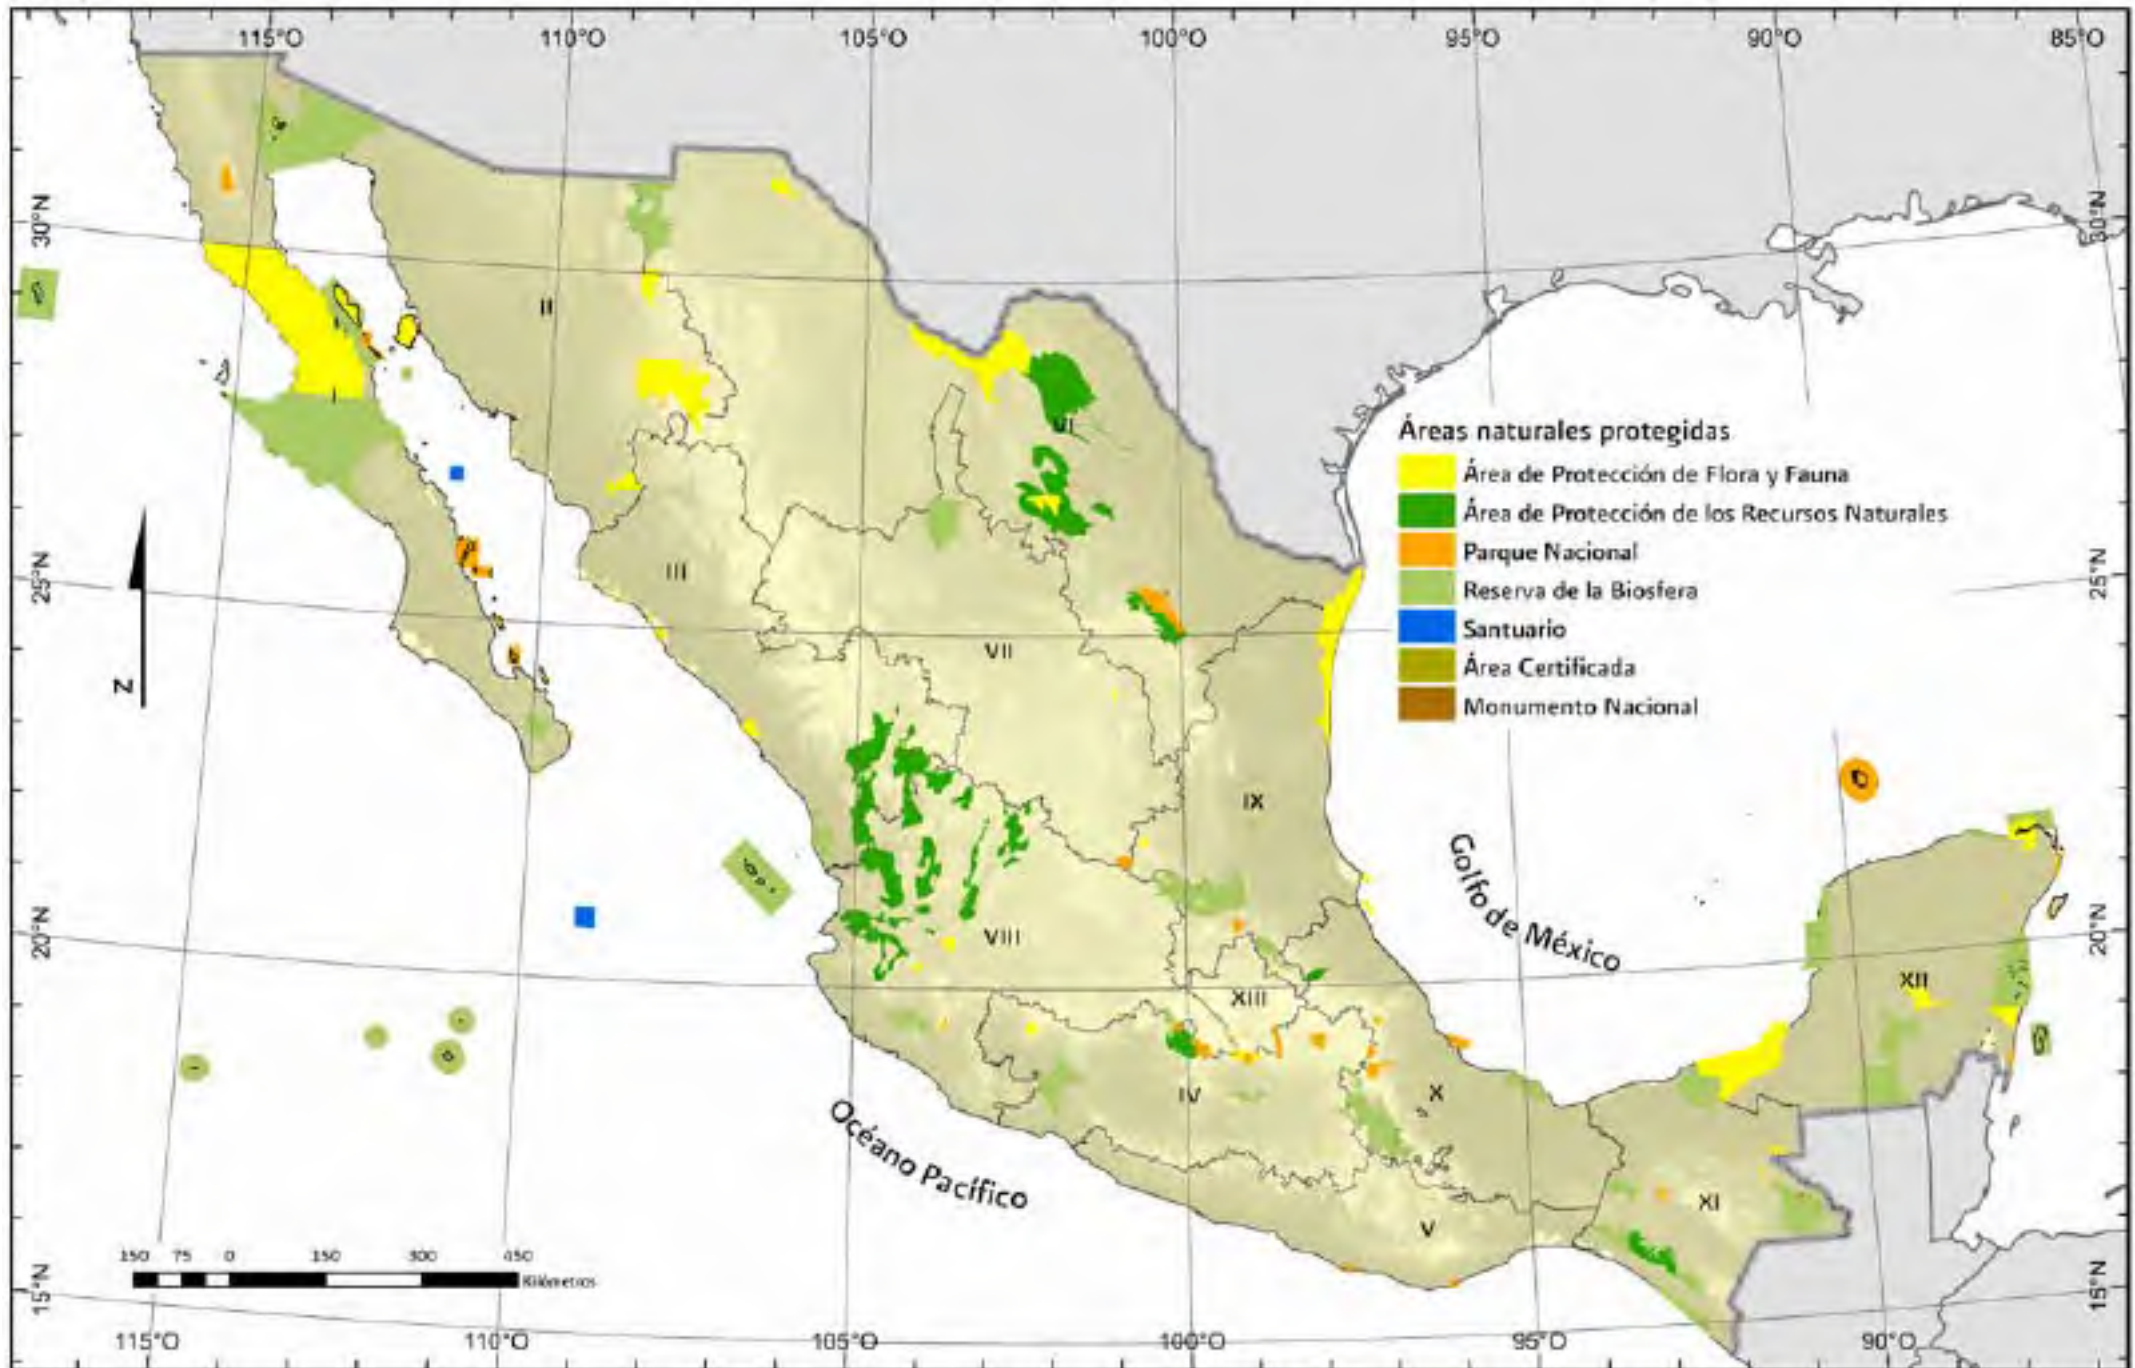 115°O 110°O 105°O 100°O 95°O 90°O 85°O
30°N 30°N
II
VI
Áreas naturales protegidas
Área de Protección de Flora y Fauna
Área de Protección de los Recursos Naturales
Parque Nacional
Reserva de la Biosfera
Santuario
Área Certificada
Monumento Nacional
I
25°N 25°N
III
VII
N
IX
Golfo de México
20°N 20°N
VIII
XII
XIII
IV
X
Océano Pacífico
XI
V
150 75 0 150 300 450
Kilómetros
15°N 15°N
115°O 110°O 105°O 100°O 95°O 90°O